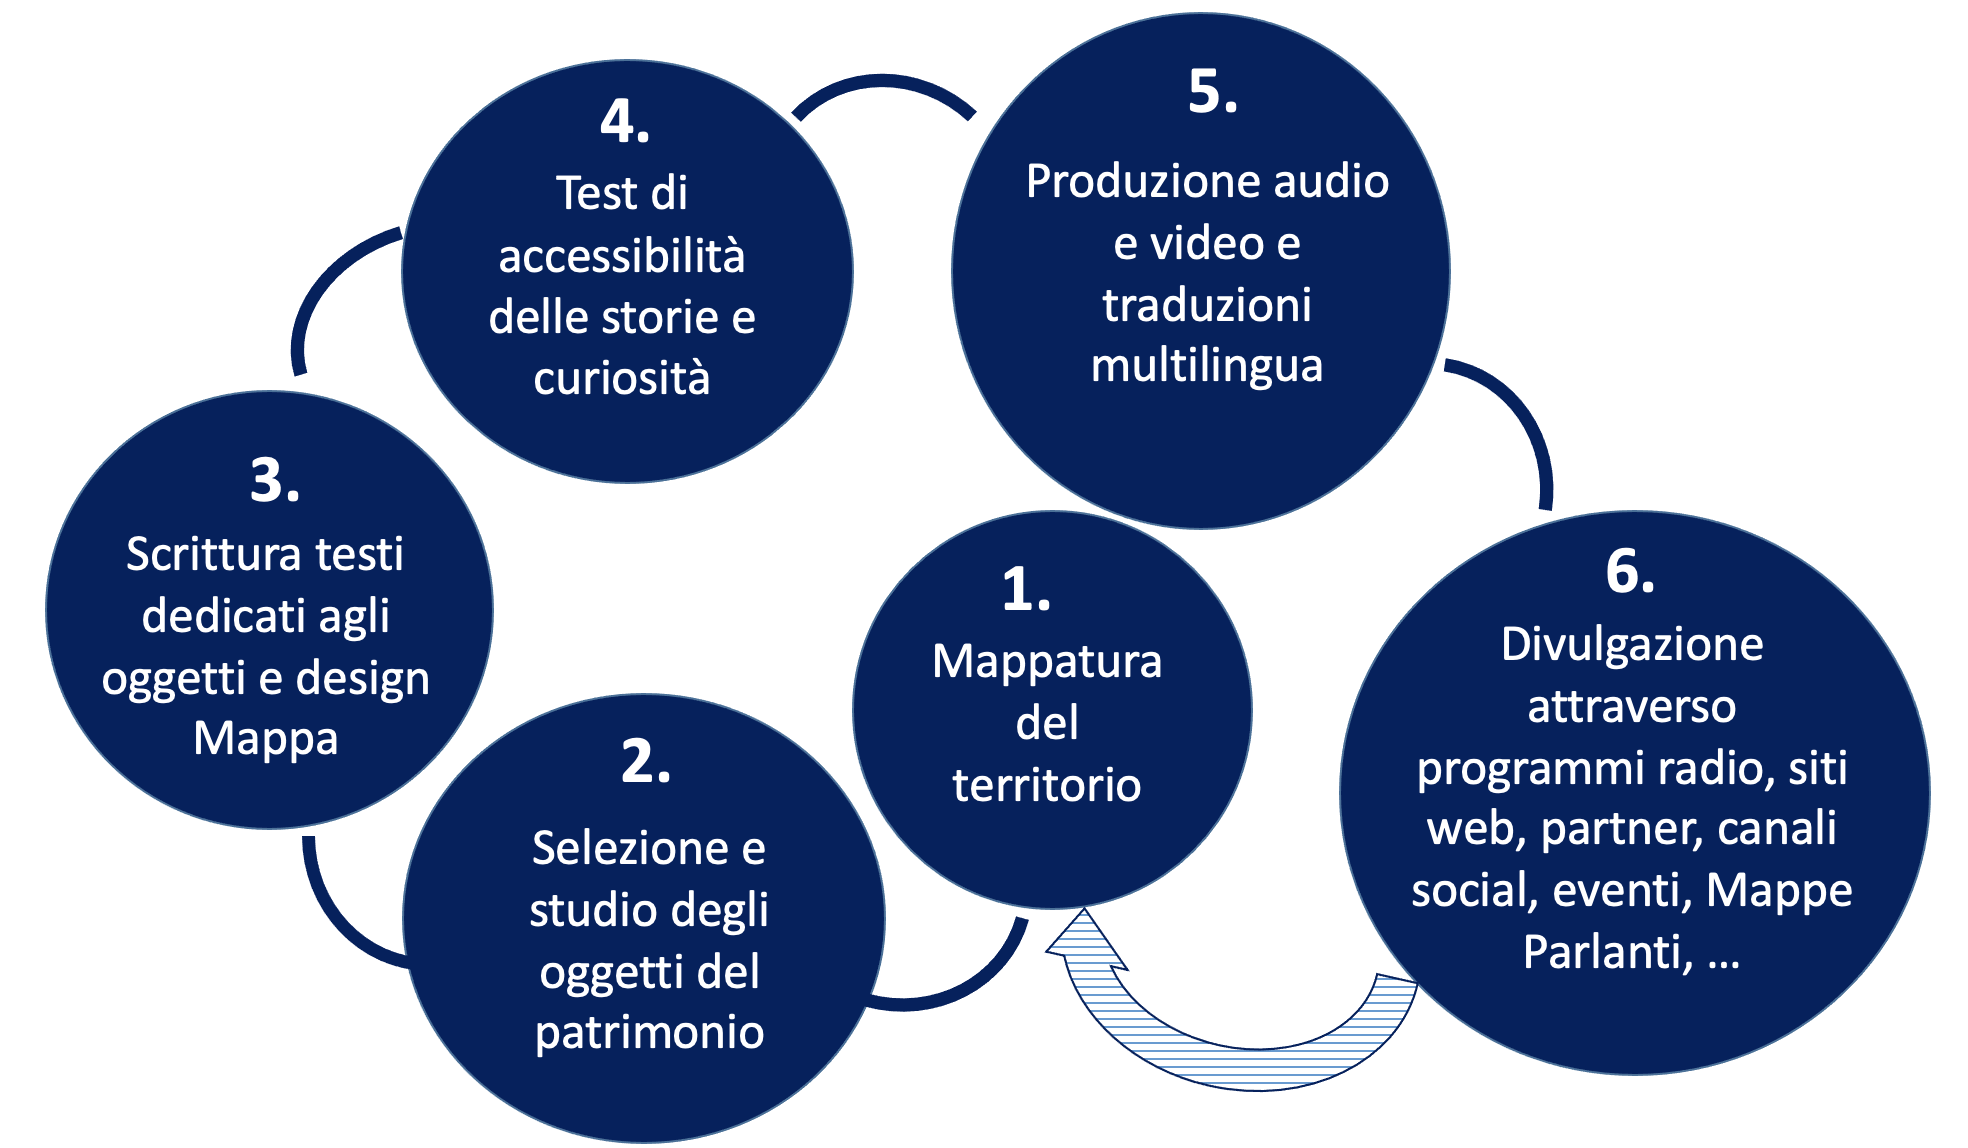 1.
Mappatura
del
territorio
2.
Selezione e
studio degli
oggetti del
patrimonio
3.
Scrittura testi
dedicati agli
oggetti e design
Mappa
4.
Test di
accessibilità
delle storie e
curiosità
5.
Produzione audio
e video e
traduzioni
multilingua
6.
Divulgazione
attraverso
programmi radio, siti
web, partner, canali
social, eventi, Mappe
Parlanti, ...